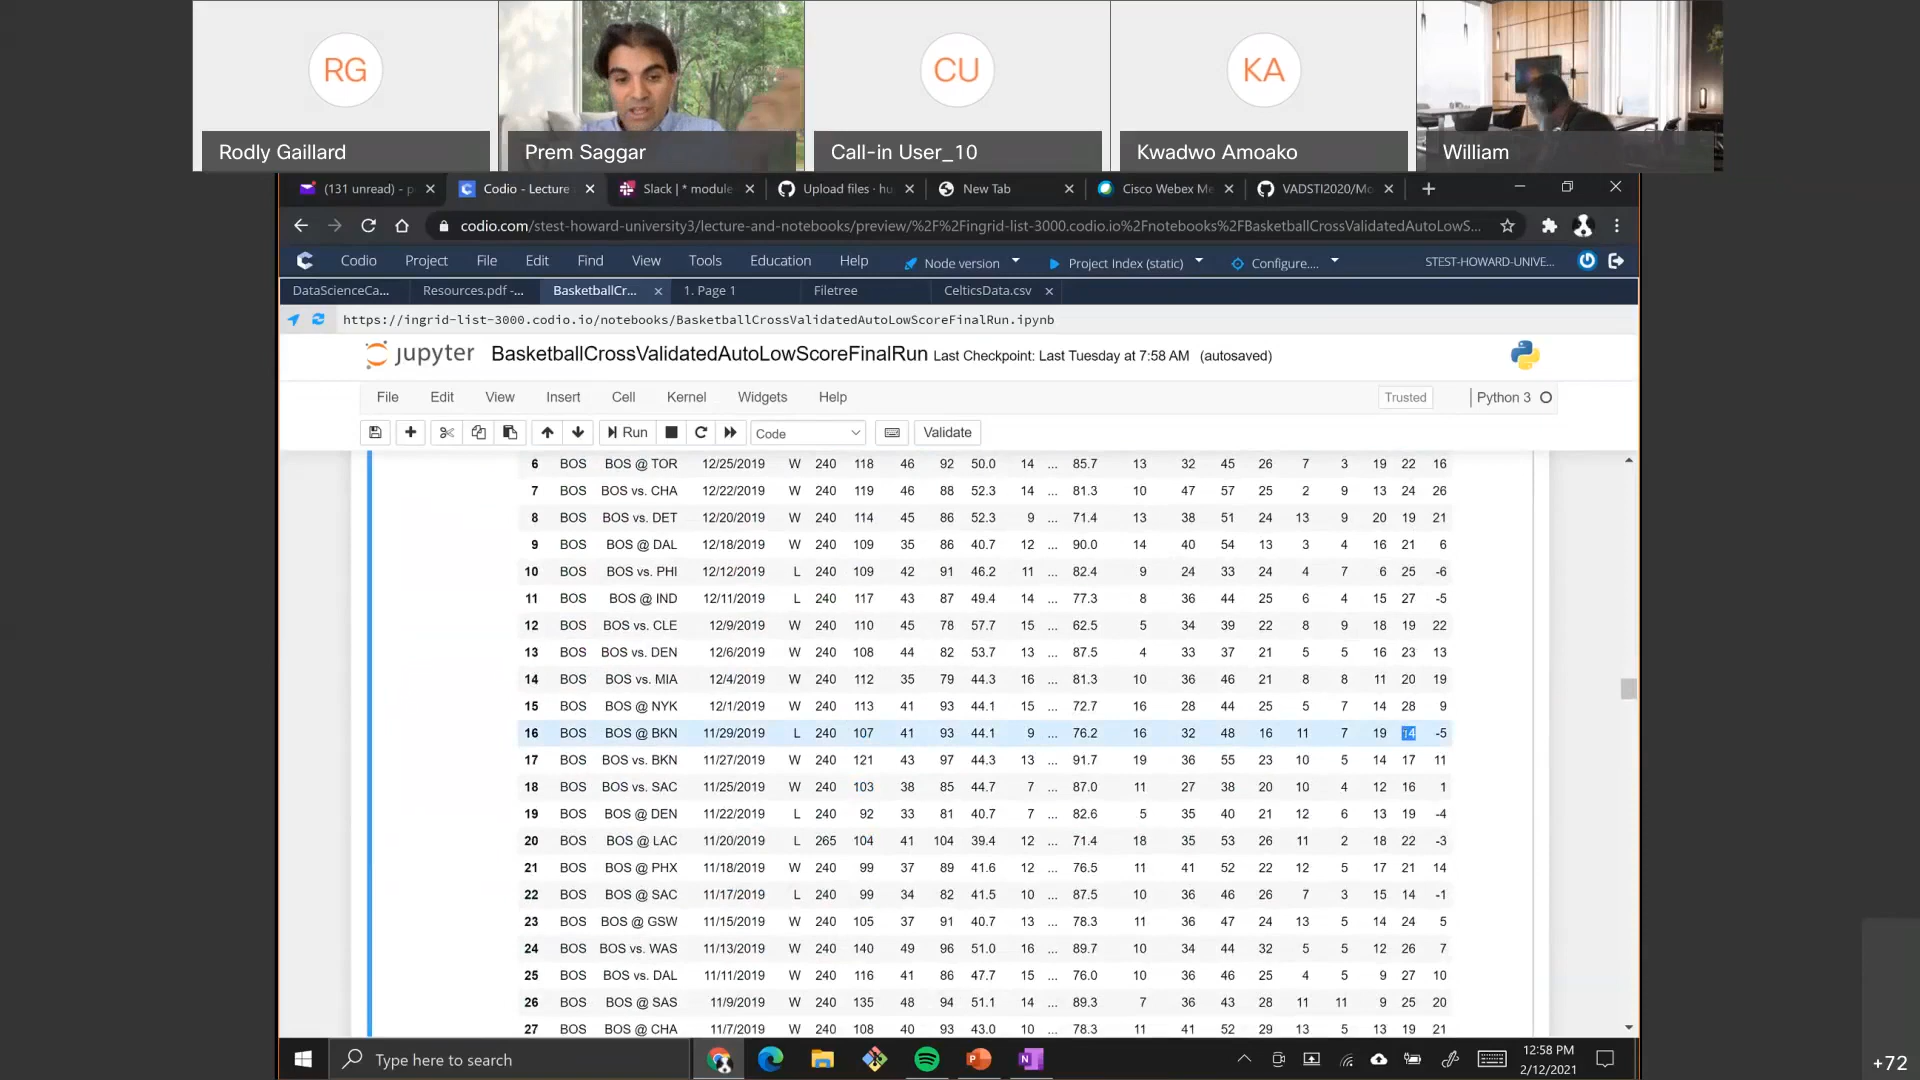 RG CU KA
Rodly Gaillard Prem Saggar Call-in User_10 Kwadwo Amoako William
(131 unread) - p Codio - Lecture Slack | * module Upload files · hu New Tab Cisco Webex Me VADSTI2020/Mo
codio.com/stest-howard-university3/lecture-and-notebooks/preview/%2F%2Fingrid-list-3000.codio.io%2Fnotebooks%2FBasketballCrossValidatedAutoLowS...
Codio Project File Edit Find View Tools Education Help Node version Project Index (static) Configure.... STEST-HOWARD-UNIVE...
DataScienceCa... Resources.pdf -... BasketballCr... 1. Page 1 Filetree CelticsData.csv
https://ingrid-list-3000.codio.io/notebooks/BasketballCrossValidatedAutoLowScoreFinalRun.ipynb
jupyter BasketballCrossValidatedAutoLowScoreFinalRun Last Checkpoint: Last Tuesday at 7:58 AM (autosaved)
File Edit View Insert Cell Kernel Widgets Help Trusted Python 3
Run Code Validate
6 BOS BOS @ TOR 12/25/2019 W 240 118 46 92 50.0 14 ... 85.7 13 32 45 26 7 3 19 22 16
7 BOS BOS vs. CHA 12/22/2019 W 240 119 46 88 52.3 14 ... 81.3 10 47 57 25 2 9 13 24 26
8 BOS BOS vs. DET 12/20/2019 W 240 114 45 86 52.3 9 ... 71.4 13 38 51 24 13 9 20 19 21
9 BOS BOS @ DAL 12/18/2019 W 240 109 35 86 40.7 12 ... 90.0 14 40 54 13 3 4 16 21 6
10 BOS BOS vs. PHI 12/12/2019 L 240 109 42 91 46.2 11 ... 82.4 9 24 33 24 4 7 6 25 -6
11 BOS BOS @ IND 12/11/2019 L 240 117 43 87 49.4 14 ... 77.3 8 36 44 25 6 4 15 27 -5
12 BOS BOS vs. CLE 12/9/2019 W 240 110 45 78 57.7 15 ... 62.5 5 34 39 22 8 9 18 19 22
13 BOS BOS vs. DEN 12/6/2019 W 240 108 44 82 53.7 13 ... 87.5 4 33 37 21 5 5 16 23 13
14 BOS BOS vs. MIA 12/4/2019 W 240 112 35 79 44.3 16 ... 81.3 10 36 46 21 8 8 11 20 19
15 BOS BOS @ NYK 12/1/2019 W 240 113 41 93 44.1 15 ... 72.7 16 28 44 25 5 7 14 28 9
16 BOS BOS @ BKN 11/29/2019 L 240 107 41 93 44.1 9 ... 76.2 16 32 48 16 11 7 19 14 -5
17 BOS BOS vs. BKN 11/27/2019 W 240 121 43 97 44.3 13 ... 91.7 19 36 55 23 10 5 14 17 11
18 BOS BOS vs. SAC 11/25/2019 W 240 103 38 85 44.7 7 ... 87.0 11 27 38 20 10 4 12 16 1
19 BOS BOS @ DEN 11/22/2019 L 240 92 33 81 40.7 7 ... 82.6 5 35 40 21 12 6 13 19 -4
20 BOS BOS @ LAC 11/20/2019 L 265 104 41 104 39.4 12 ... 71.4 18 35 53 26 11 2 18 22 -3
21 BOS BOS @ PHX 11/18/2019 W 240 99 37 89 41.6 12 ... 76.5 11 41 52 22 12 5 17 21 14
22 BOS BOS @ SAC 11/17/2019 L 240 99 34 82 41.5 10 ... 87.5 10 36 46 26 7 3 15 14 -1
23 BOS BOS @ GSW 11/15/2019 W 240 105 37 91 40.7 13 ... 78.3 11 36 47 24 13 5 14 24 5
24 BOS BOS vs. WAS 11/13/2019 W 240 140 49 96 51.0 16 ... 89.7 10 34 44 32 5 5 12 26 7
25 BOS BOS vs. DAL 11/11/2019 W 240 116 41 86 47.7 15 ... 76.0 10 36 46 25 4 5 9 27 10
26 BOS BOS @ SAS 11/9/2019 W 240 135 48 94 51.1 14 ... 89.3 7 36 43 28 11 11 9 25 20
27 BOS BOS @ CHA 11/7/2019 W 240 108 40 93 43.0 10 ... 78.3 11 41 52 29 13 5 13 19 21
Type here to search 12:58 PM
2/12/2021
+72